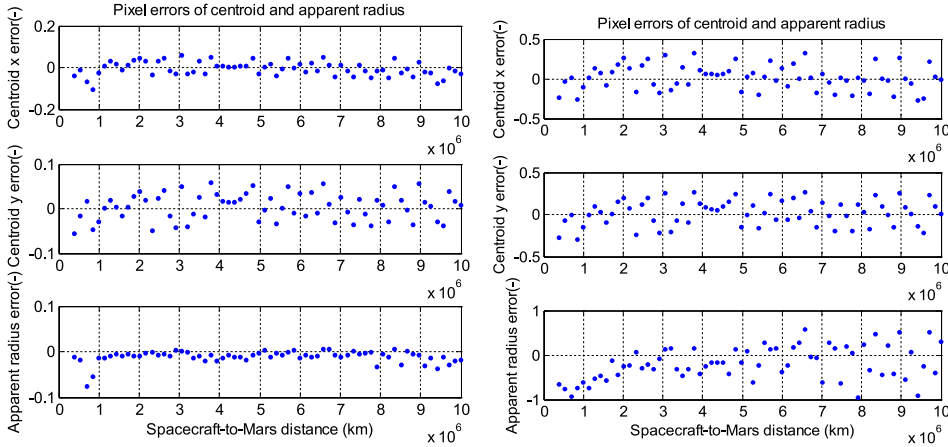 Pixel errors of centroid and apparent radius
Centroid x error(-)
0.2
0
-0.2
0 1 2 3 4 5 6 7 8 9 10
x 10^6
Centroid y error(-)
0.1
0
-0.1
0 1 2 3 4 5 6 7 8 9 10
x 10^6
Apparent radius error(-)
0.1
0
-0.1
0 1 2 3 4 5 6 7 8 9 10
Spacecraft-to-Mars distance (km)
x 10^6
Pixel errors of centroid and apparent radius
Centroid x error(-)
0.5
0
-0.5
0 1 2 3 4 5 6 7 8 9 10
x 10^6
Centroid y error(-)
0.5
0
-0.5
0 1 2 3 4 5 6 7 8 9 10
x 10^6
Apparent radius error(-)
1
0
-1
0 1 2 3 4 5 6 7 8 9 10
Spacecraft-to-Mars distance (km)
x 10^6